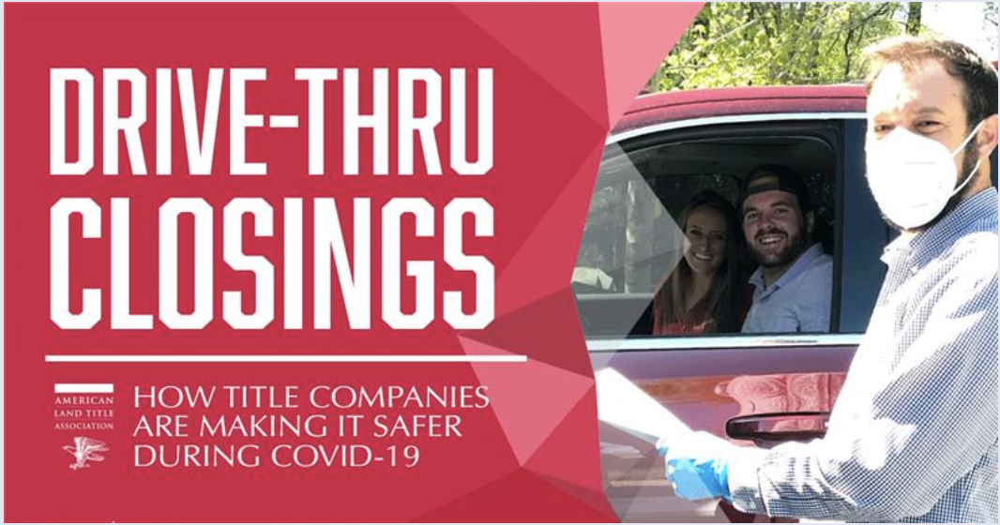 DRIVE-THRU
CLOSINGS
AMERICAN
LAND TITLE
ASSOCIATION
HOW TITLE COMPANIES
ARE MAKING IT SAFER
DURING COVID-19